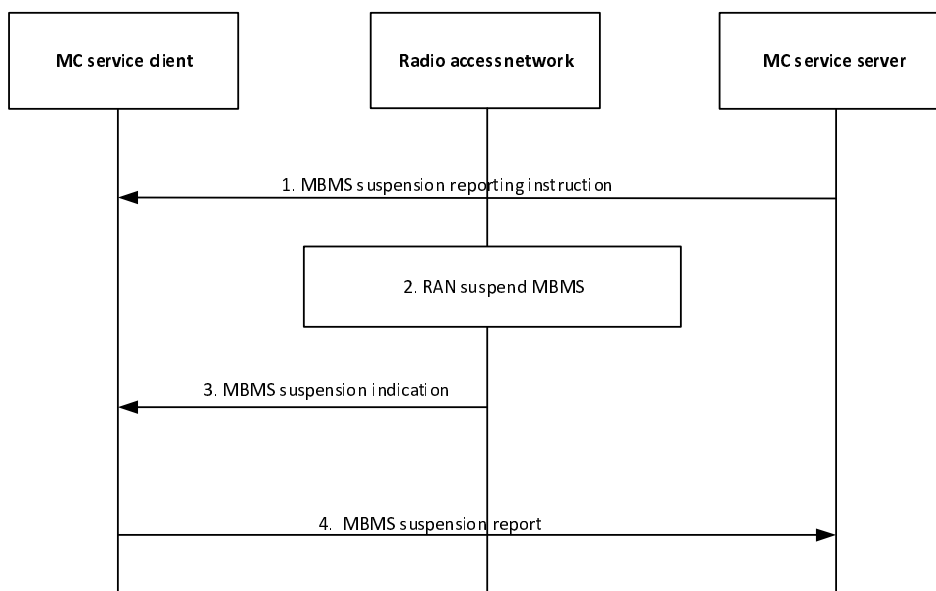 MC service client
Radio access network
MC service server
1. MBMS suspension reporting instruction
2. RAN suspend MBMS
3. MBMS suspension indication
4. MBMS suspension report